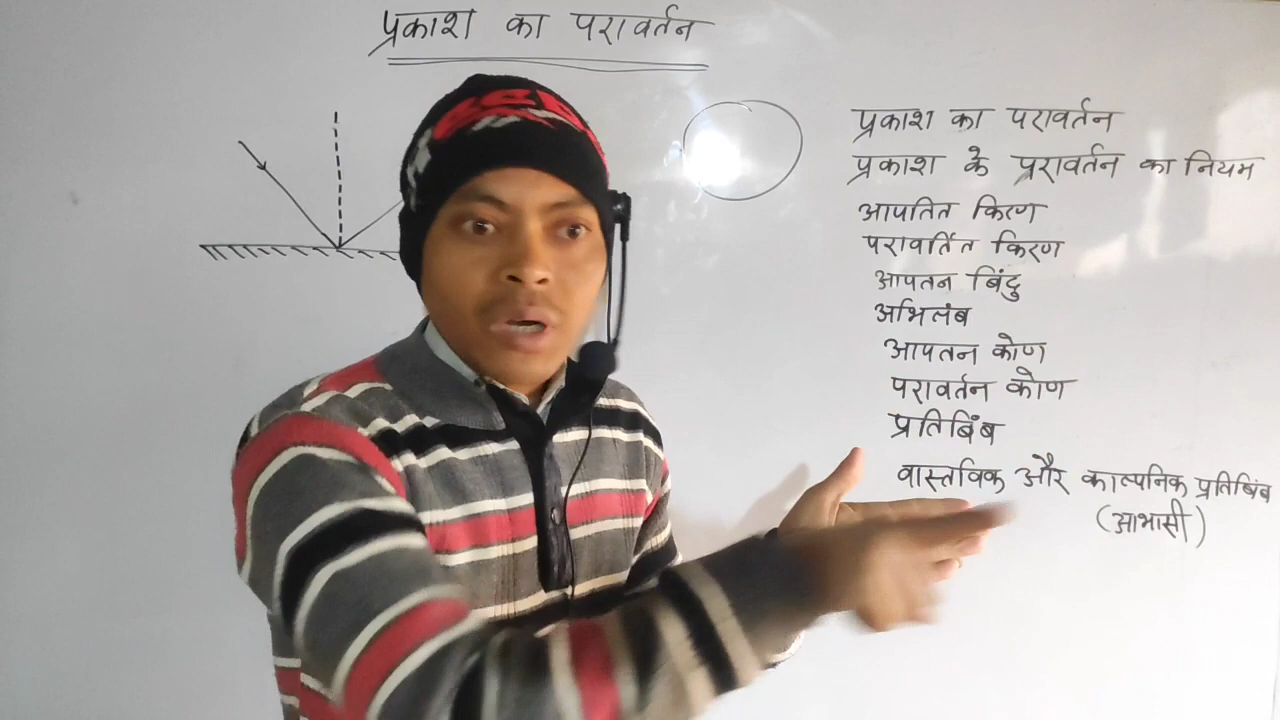 प्रकाश का परावर्तन
प्रकाश का परावर्तन
प्रकाश के परावर्तन का नियम
आपतित किरण
परावर्तित किरण
आपतन बिंदु
अभिलंब
आपतन कोण
परावर्तन कोण
प्रतिबिंब
वास्तविक और काल्पनिक प्रतिबिंब
(आभासी)